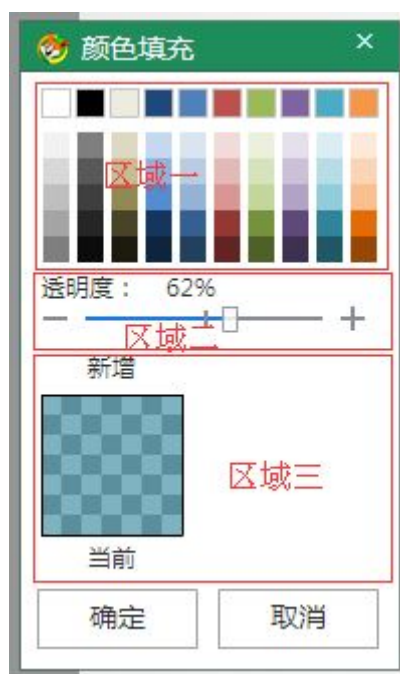 颜色填充
区域一
透明度： 62%
区域二
新增
区域三
当前
确定 取消